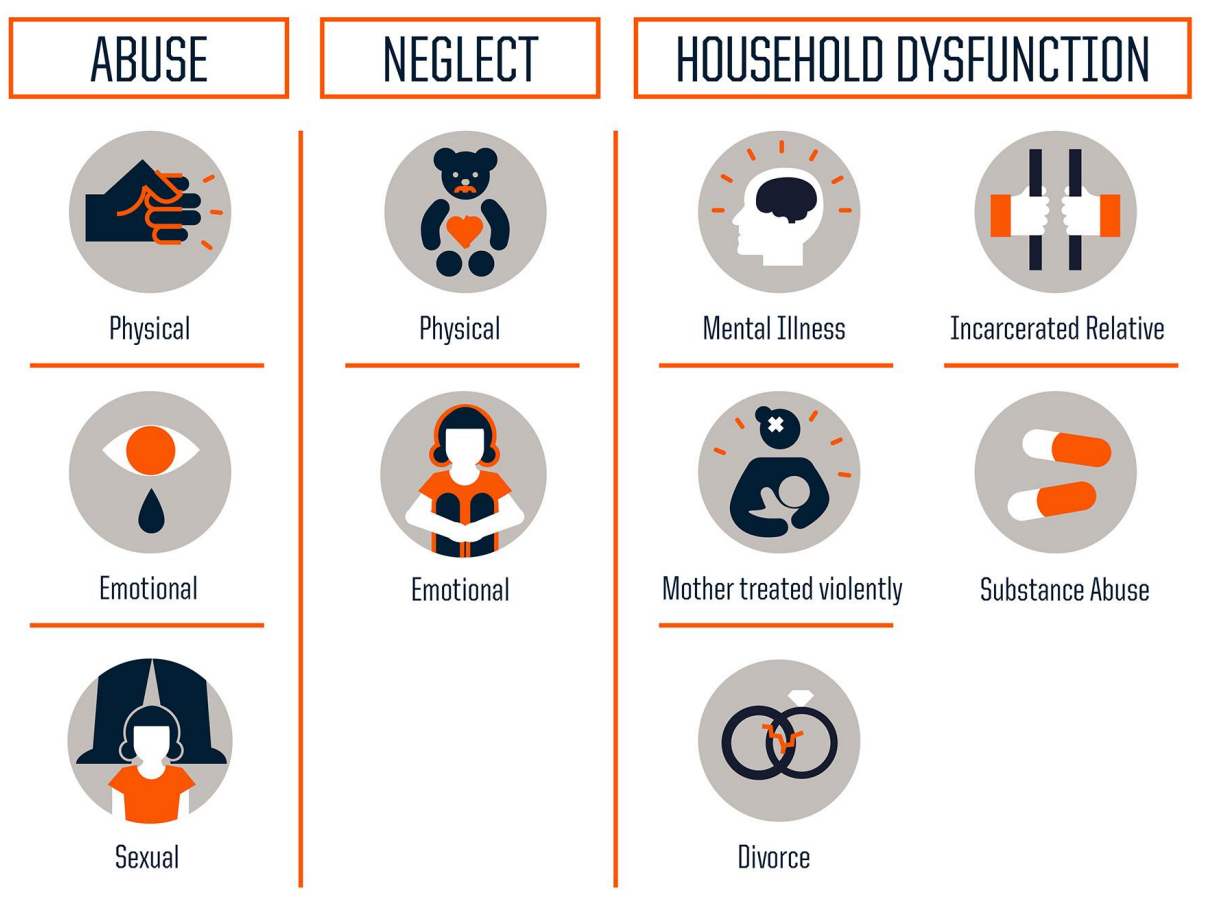 ABUSE
Physical
Emotional
Sexual
NEGLECT
Physical
Emotional
HOUSEHOLD DYSFUNCTION
Mental Illness
Incarcerated Relative
Mother treated violently
Substance Abuse
Divorce